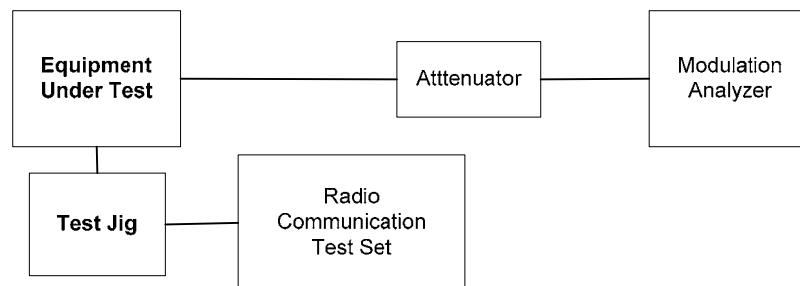 Equipment
Under Test
Atttenuator
Modulation
Analyzer
Test Jig
Radio
Communication
Test Set